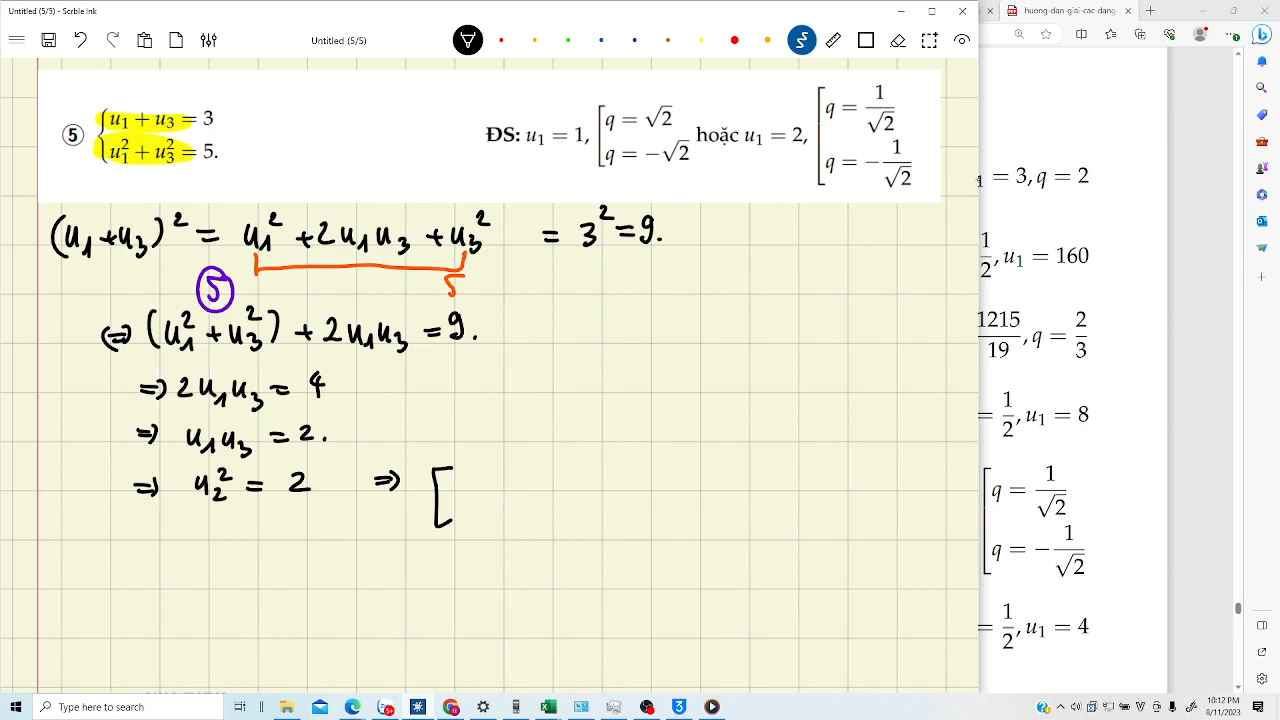 Untitled (5/5) - Scrble Ink
huong-dan-giai-cac-dang
Untitled (5/5)
5 { u₁ + u₃ = 3
u₁² + u₃² = 5.
ĐS: u₁ = 1, [ q = √2
q = −√2 hoặc u₁ = 2, [ q = 1/√2
q = − 1/√2
(u₁+u₃)² = u₁² +2u₁u₃ +u₃² = 3² =9.
5
5
⇔ (u₁² + u₃²) + 2u₁u₃ = 9.
⇒ 2u₁u₃ = 4
⇒ u₁u₃ = 2.
⇒ u₂² = 2 ⇒ [
= 3, q = 2
1/2, u₁ = 160
1215/19, q = 2/3
= 1/2, u₁ = 8
[ q = 1/√2
q = − 1/√2
= 1/2, u₁ = 4
Type here to search
5+
10:12 PM
8/11/2023